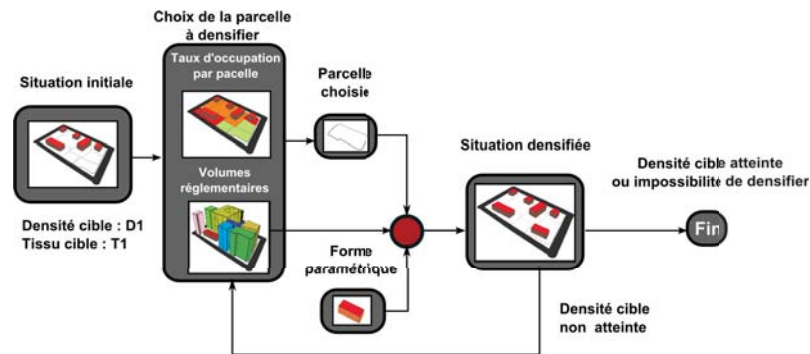 Choix de la parcelle
à densifier
Situation initiale
Taux d'occupation
par pacelle
Parcelle
choisie
Volumes
réglementaires
Densité cible : D1
Tissu cible : T1
Forme
paramétrique
Situation densifiée
Densité cible atteinte
ou impossibilité de densifier
Fin
Densité cible
non atteinte